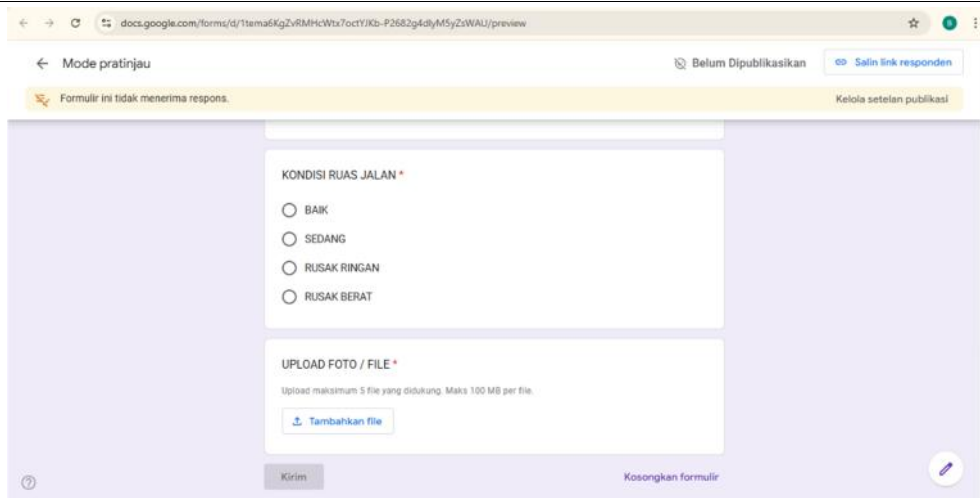 docs.google.com/forms/d/1tema6KgZvRMHcWtx7octYJKb-P2682g4dlyM5yZsWAU/preview
Mode pratinjau
Belum Dipublikasikan
Salin link responden
Formulir ini tidak menerima respons.
Kelola setelan publikasi
KONDISI RUAS JALAN *
BAIK
SEDANG
RUSAK RINGAN
RUSAK BERAT
UPLOAD FOTO / FILE *
Upload maksimum 5 file yang didukung. Maks 100 MB per file.
Tambahkan file
Kirim
Kosongkan formulir